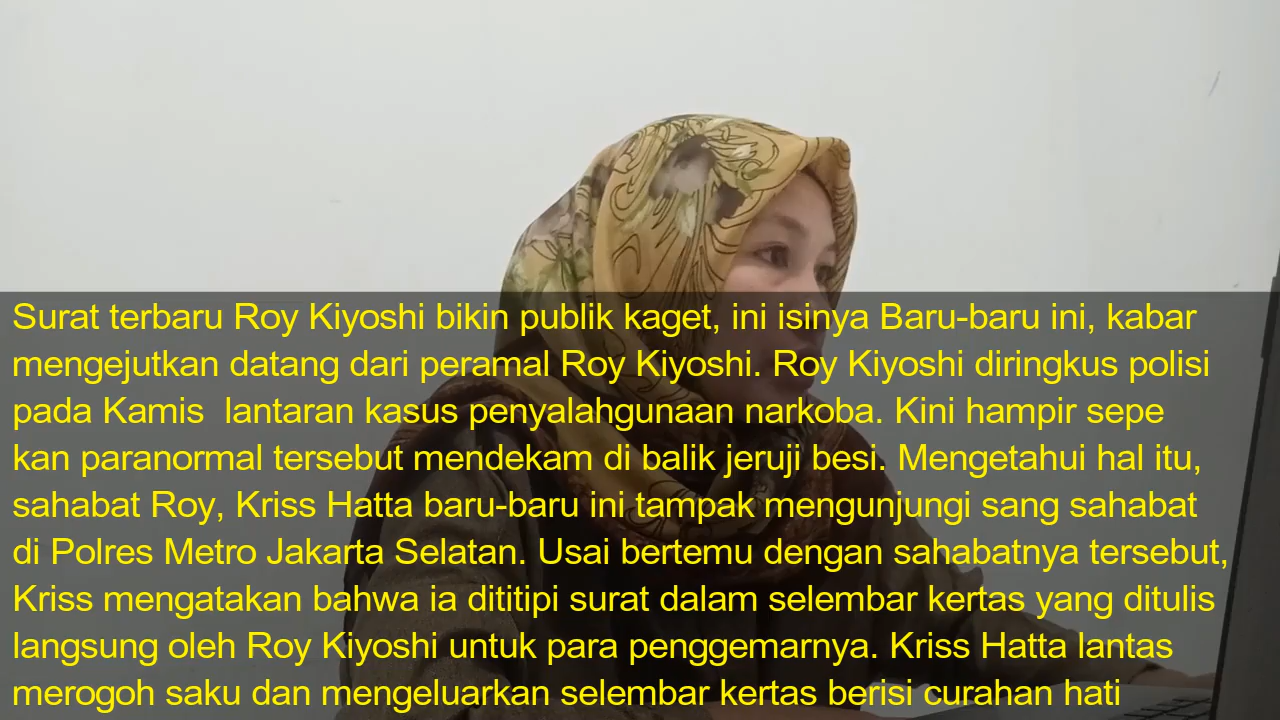 Surat terbaru Roy Kiyoshi bikin publik kaget, ini isinya Baru-baru ini, kabar
mengejutkan datang dari peramal Roy Kiyoshi. Roy Kiyoshi diringkus polisi
pada Kamis  lantaran kasus penyalahgunaan narkoba. Kini hampir sepe
kan paranormal tersebut mendekam di balik jeruji besi. Mengetahui hal itu,
sahabat Roy, Kriss Hatta baru-baru ini tampak mengunjungi sang sahabat
di Polres Metro Jakarta Selatan. Usai bertemu dengan sahabatnya tersebut,
Kriss mengatakan bahwa ia dititipi surat dalam selembar kertas yang ditulis
langsung oleh Roy Kiyoshi untuk para penggemarnya. Kriss Hatta lantas
merogoh saku dan mengeluarkan selembar kertas berisi curahan hati